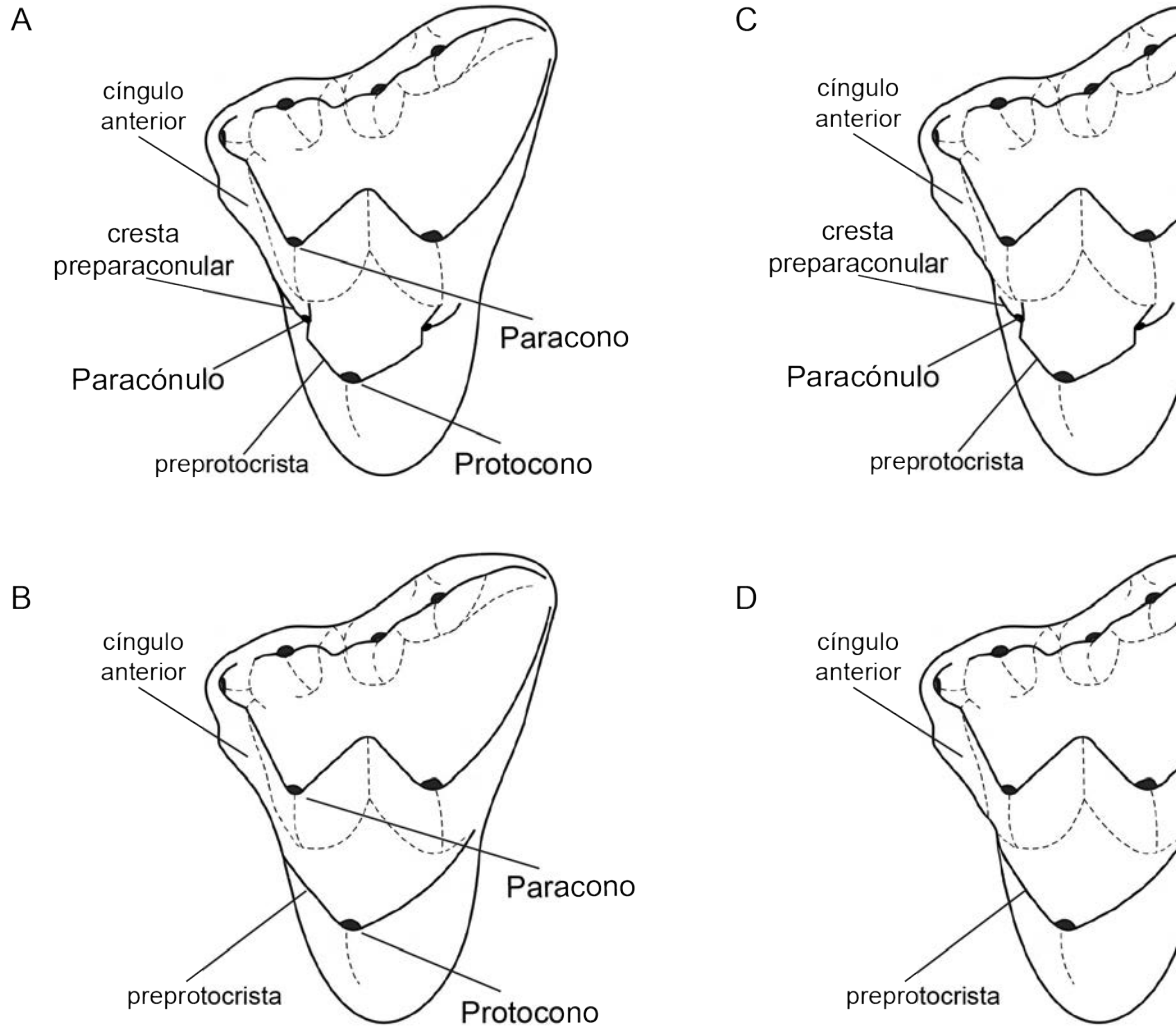 A
cíngulo
anterior
cresta
preparaconular
Paracono
Paracónulo
preprotocrista
Protocono
C
cíngulo
anterior
cresta
preparaconular
Paracónulo
preprotocrista
B
cíngulo
anterior
Paracono
preprotocrista
Protocono
D
cíngulo
anterior
preprotocrista